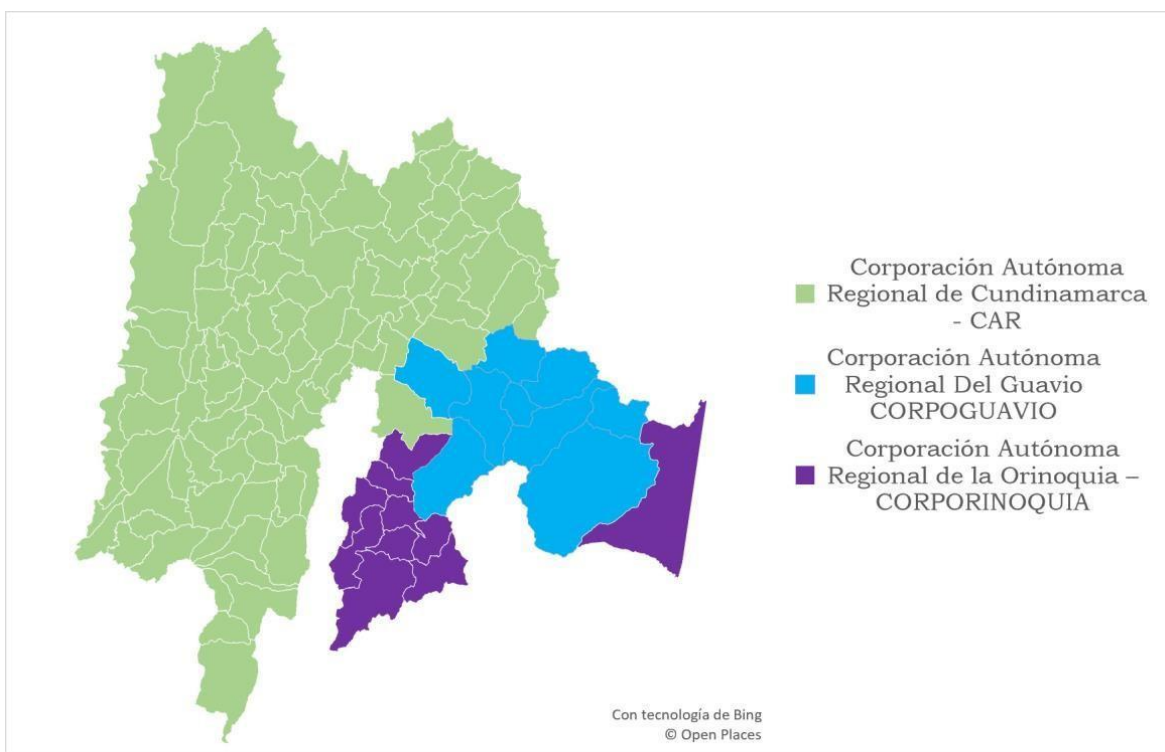 Corporación Autónoma
Regional de Cundinamarca
- CAR
Corporación Autónoma
Regional Del Guavio
CORPOGUAVIO
Corporación Autónoma
Regional de la Orinoquia –
CORPORINOQUIA
Con tecnología de Bing
© Open Places